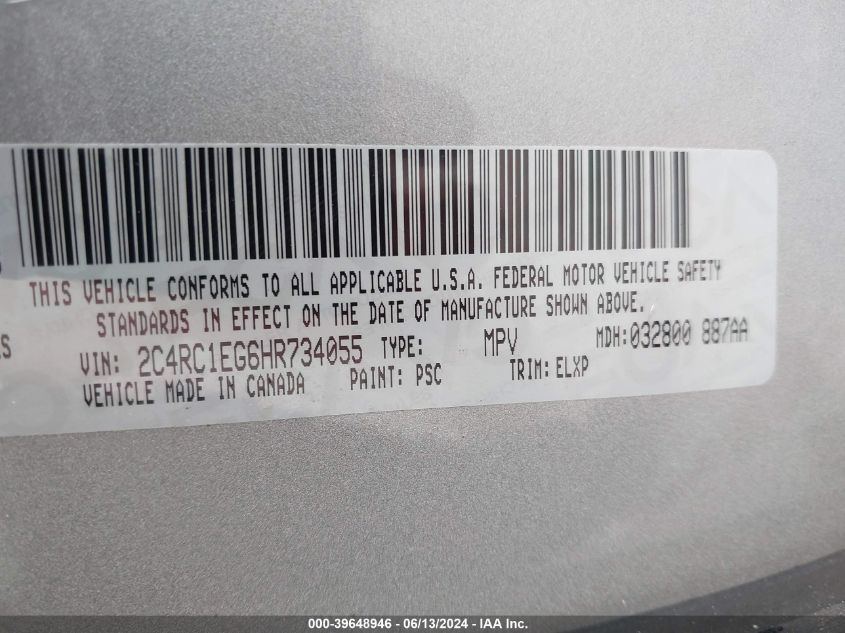 THIS VEHICLE CONFORMS TO ALL APPLICABLE U.S.A. FEDERAL MOTOR VEHICLE SAFETY
STANDARDS IN EFFECT ON THE DATE OF MANUFACTURE SHOWN ABOVE.
ES
VIN: 2C4RC1EG6HR734055 TYPE: MPV MDH:032800 887AA
VEHICLE MADE IN CANADA PAINT: PSC TRIM: ELXP
000-39648946 - 06/13/2024 - IAA Inc.